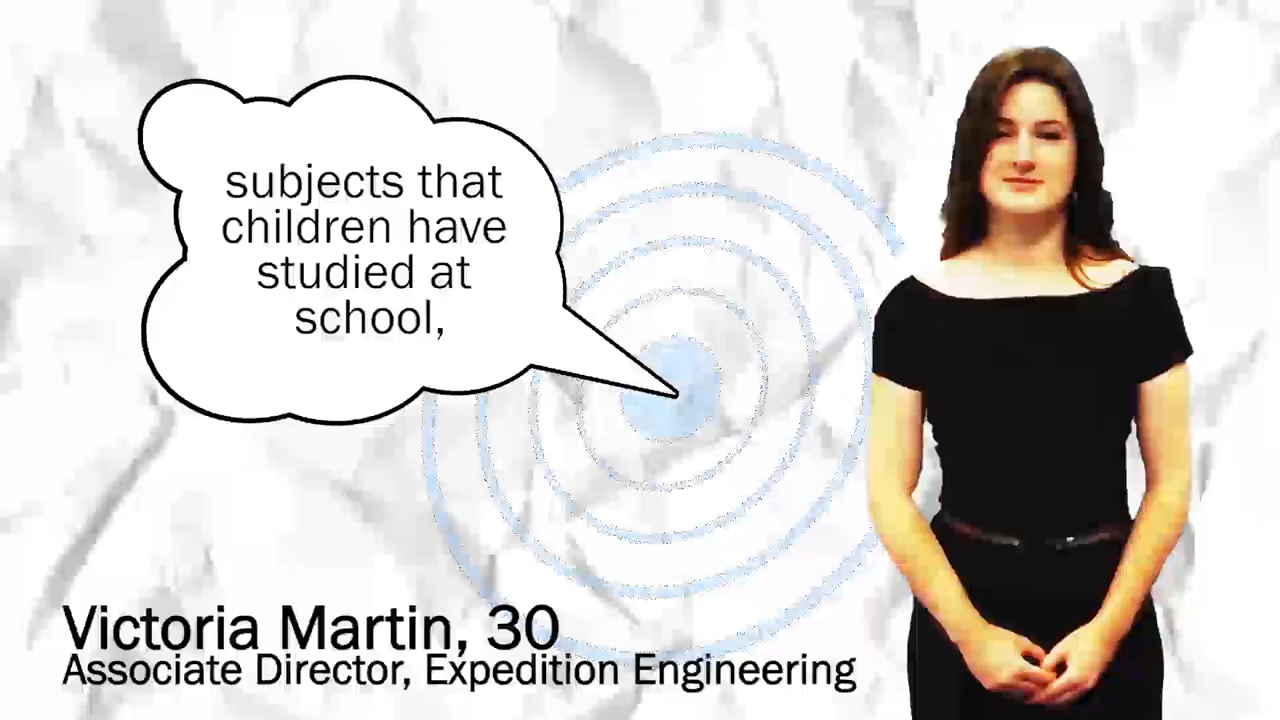 subjects that
children have
studied at
school,
Victoria Martin, 30
Associate Director, Expedition Engineering